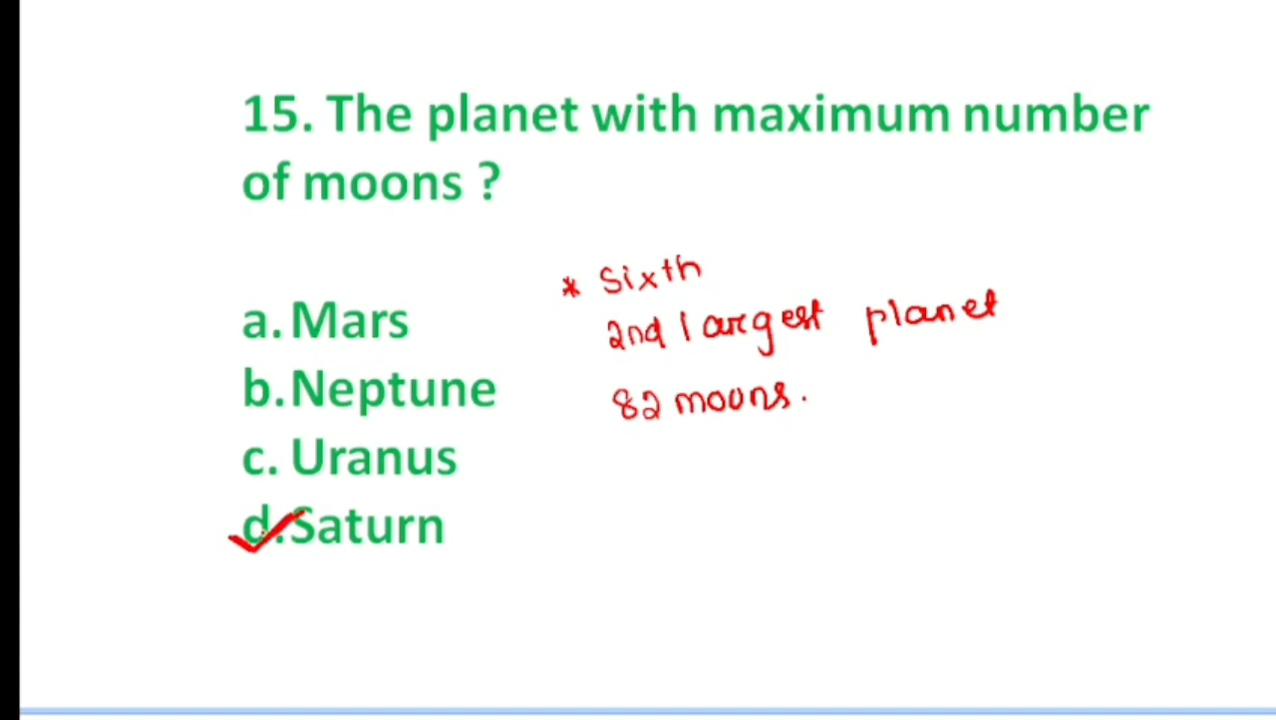 15. The planet with maximum number
of moons ?
* Sixth
a. Mars
2nd largest planet
b. Neptune
82 moons.
c. Uranus
d. Saturn